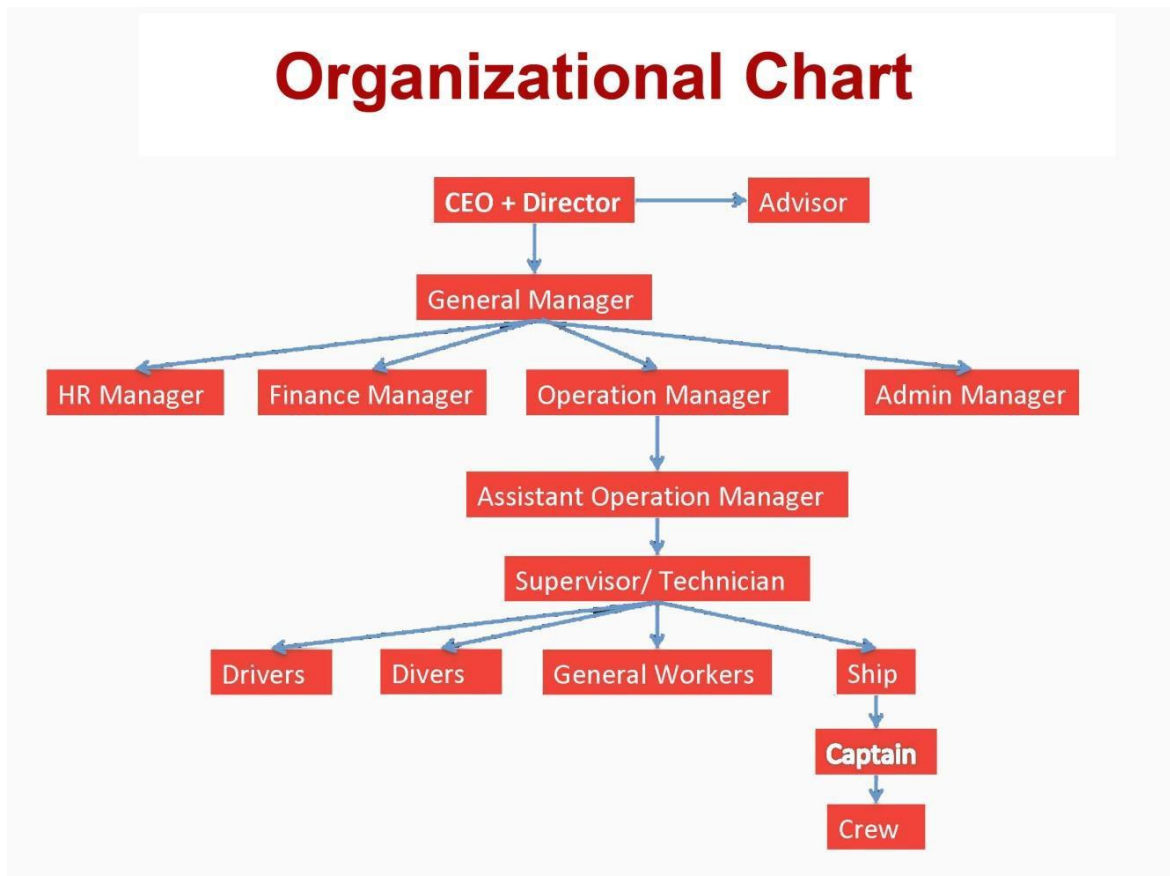 Organizational Chart
CEO + Director
Advisor
General Manager
HR Manager
Finance Manager
Operation Manager
Admin Manager
Assistant Operation Manager
Supervisor/ Technician
Drivers
Divers
General Workers
Ship
Captain
Crew